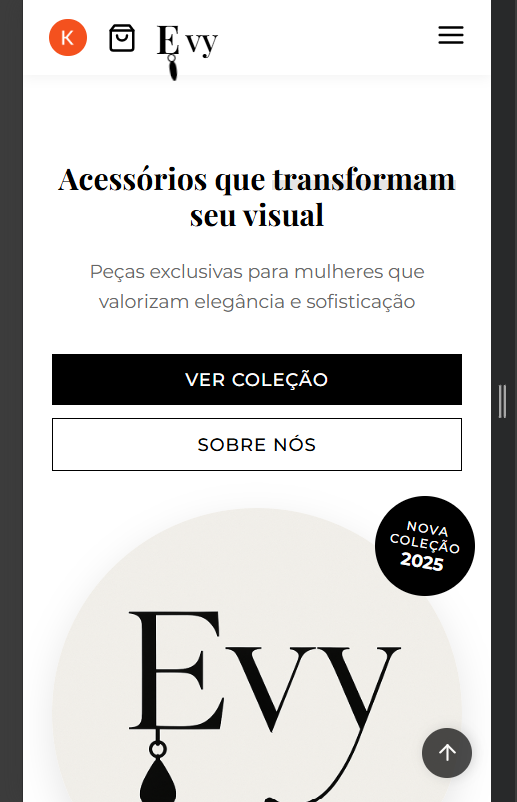 K
Evy
Acessórios que transformam
seu visual
Peças exclusivas para mulheres que
valorizam elegância e sofisticação
VER COLEÇÃO
SOBRE NÓS
NOVA
COLEÇÃO
2025
Evy